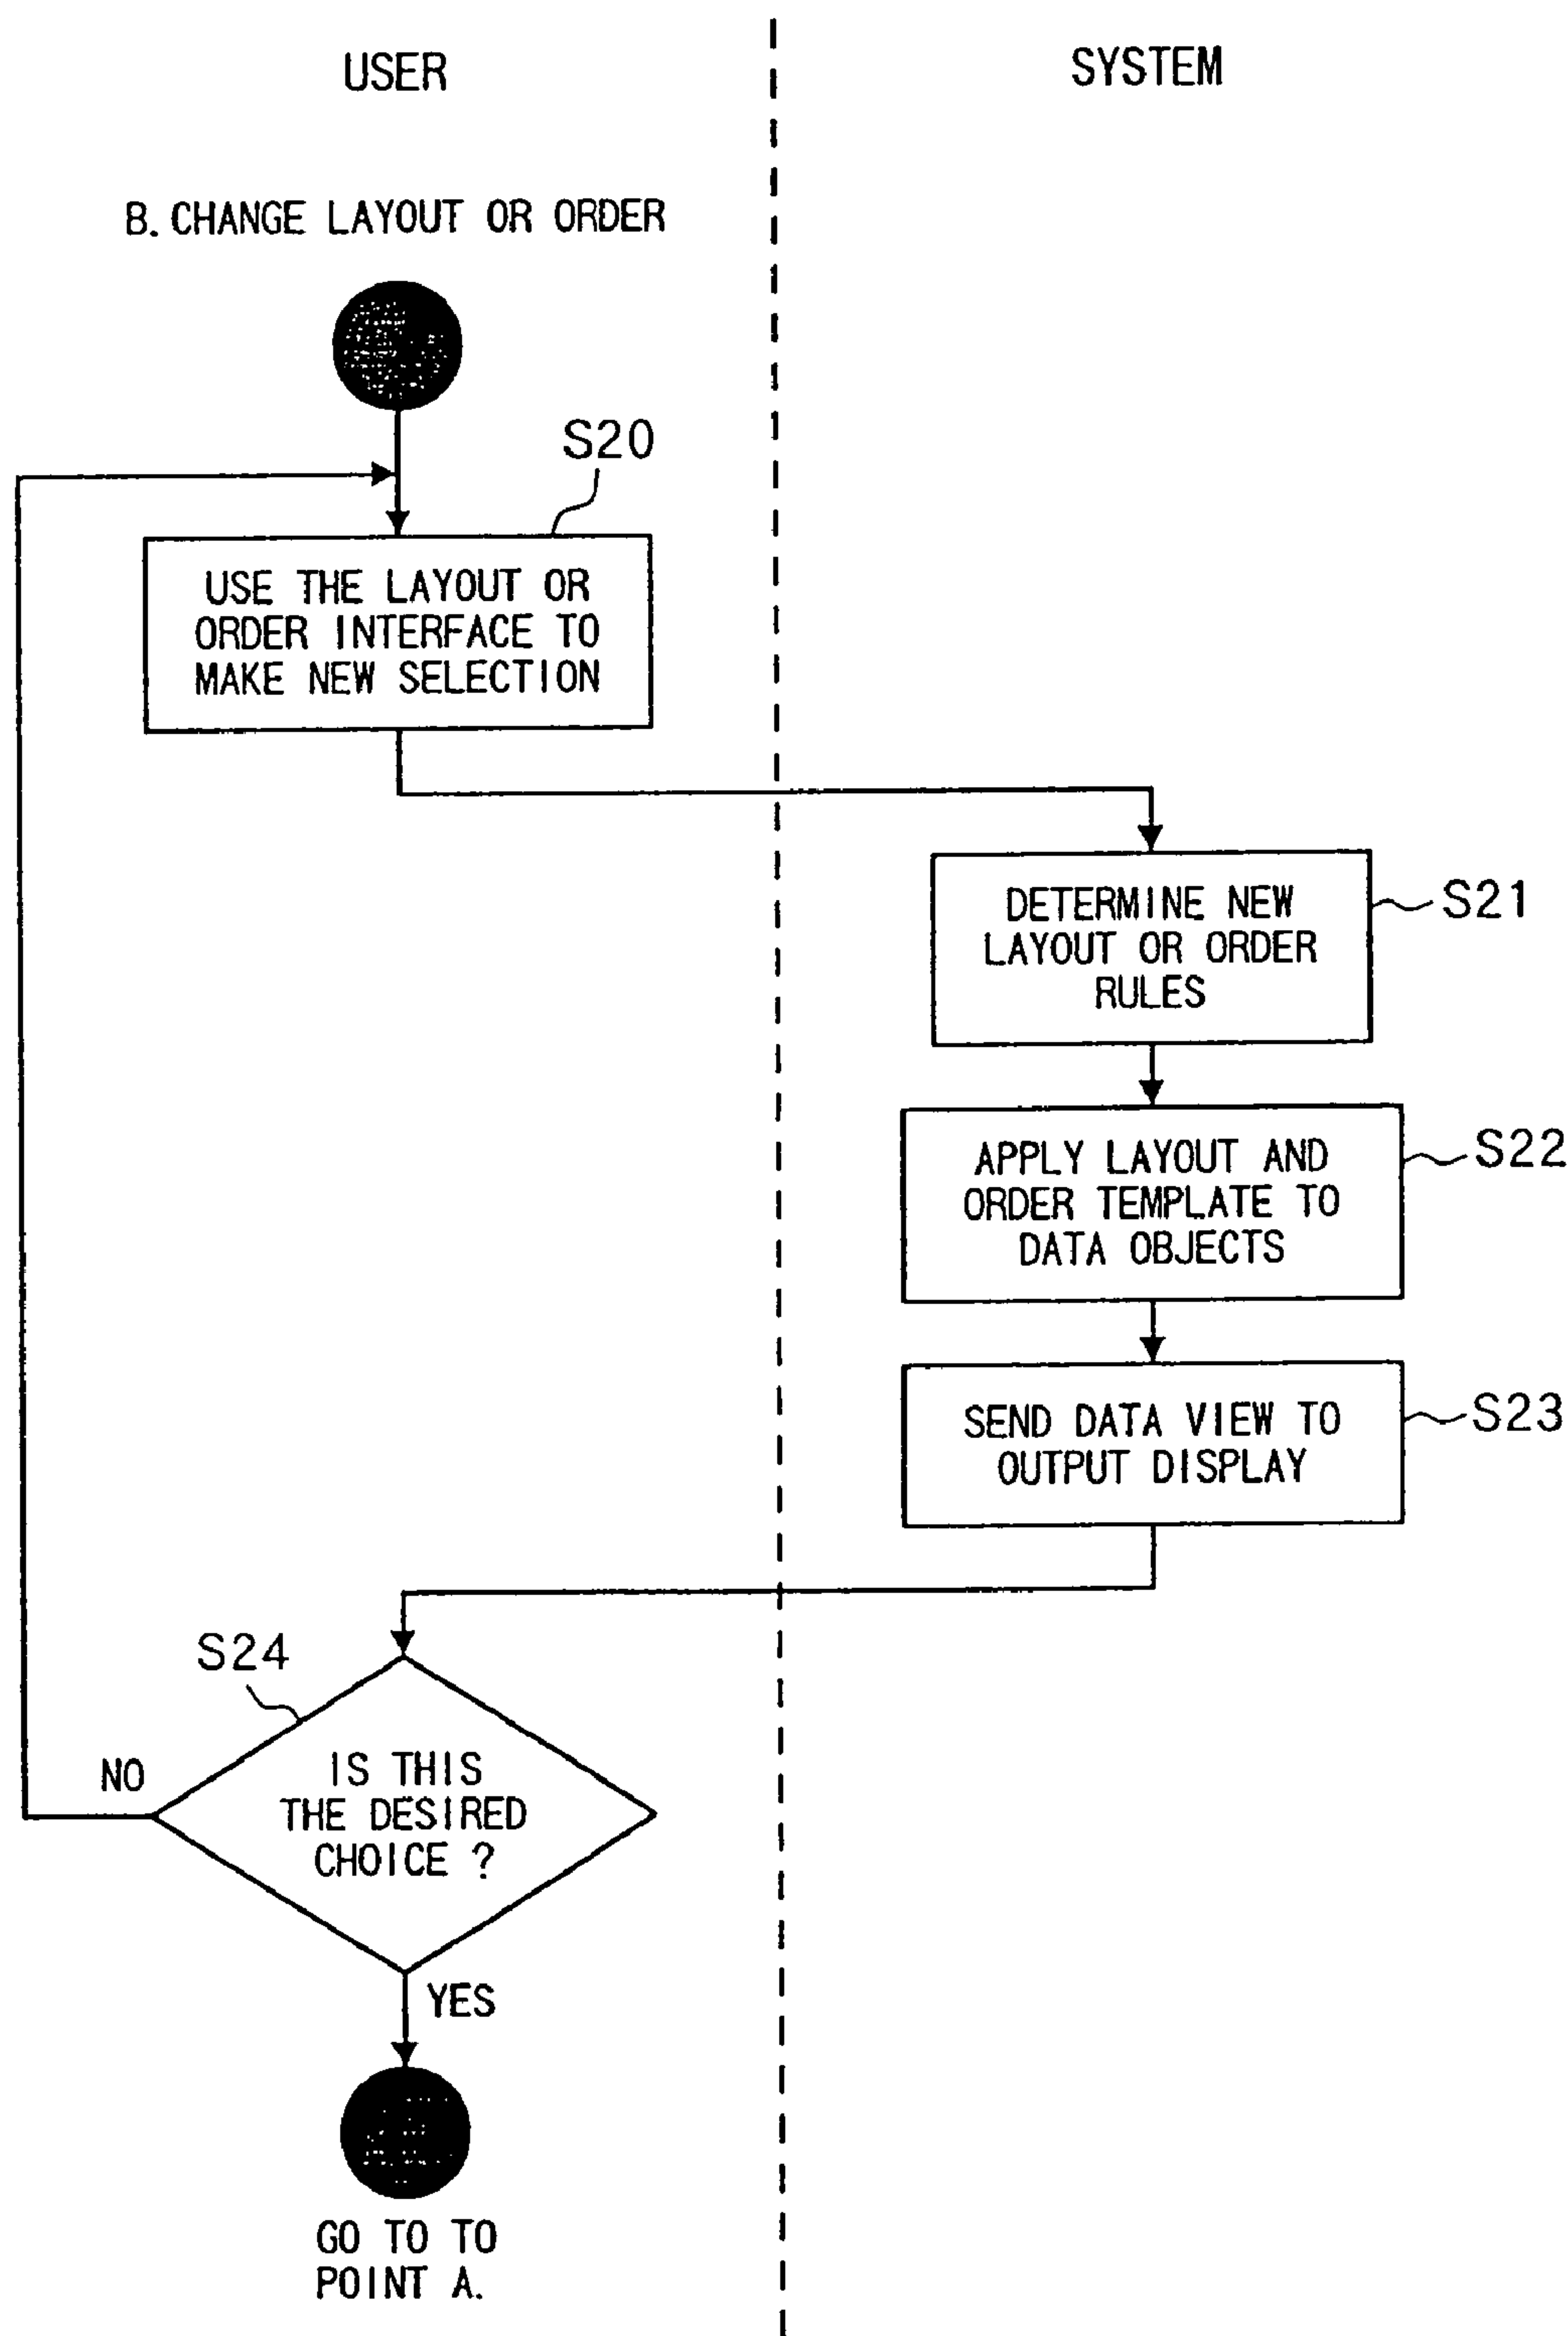 USER
SYSTEM
B. CHANGE LAYOUT OR ORDER
S20
USE THE LAYOUT OR
ORDER INTERFACE TO
MAKE NEW SELECTION
DETERMINE NEW
LAYOUT OR ORDER
RULES
S21
APPLY LAYOUT AND
ORDER TEMPLATE TO
DATA OBJECTS
S22
SEND DATA VIEW TO
OUTPUT DISPLAY
S23
S24
NO
IS THIS
THE DESIRED
CHOICE ?
YES
GO TO TO
POINT A.